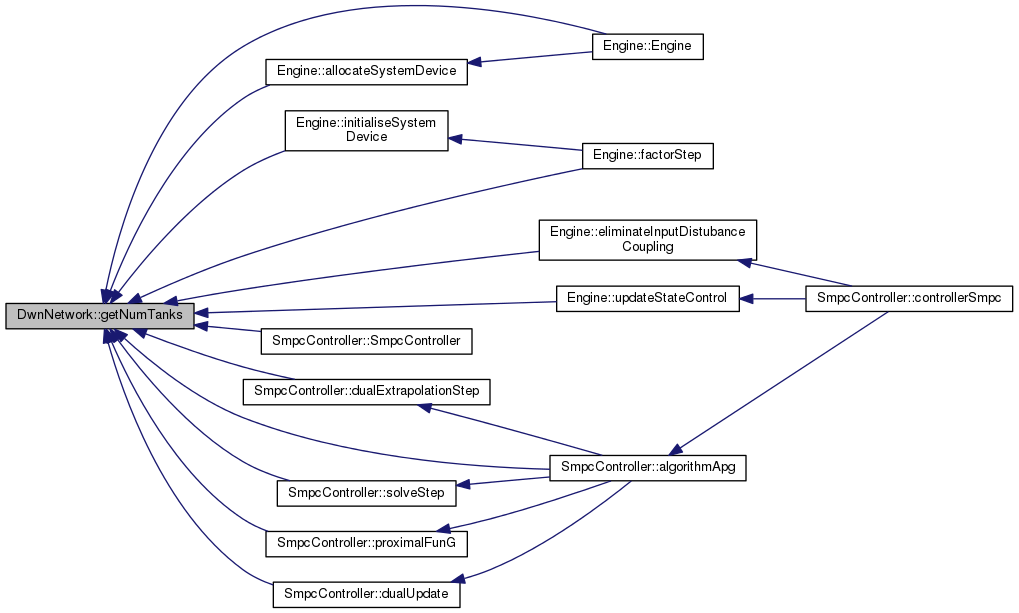 Engine::Engine
Engine::allocateSystemDevice
Engine::initialiseSystem
Device
Engine::factorStep
Engine::eliminateInputDistubance
Coupling
Engine::updateStateControl
SmpcController::controllerSmpc
DwnNetwork::getNumTanks
SmpcController::SmpcController
SmpcController::dualExtrapolationStep
SmpcController::algorithmApg
SmpcController::solveStep
SmpcController::proximalFunG
SmpcController::dualUpdate